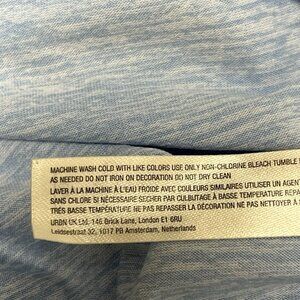 MACHINE WASH COLD WITH LIKE COLORS USE ONLY NON-CHLORINE BLEACH TUMBLE
AS NEEDED DO NOT IRON ON DECORATION DO NOT DRY CLEAN
LAVER À LA MACHINE À L'EAU FROIDE AVEC COULEURS SIMILAIRES UTILISER UN AGENT
SANS CHLORE SI NÉCESSAIRE SÉCHER PAR CULBUTAGE À BASSE TEMPÉRATURE
TRÈS BASSE TEMPÉRATURE NE PAS REPASSER LA DÉCORATION NE PAS NETTOYER À
URBN UK Ltd. 146 Brick Lane, London E1 6RU
Leidsestraat 32, 1017 PB Amsterdam, Netherlands